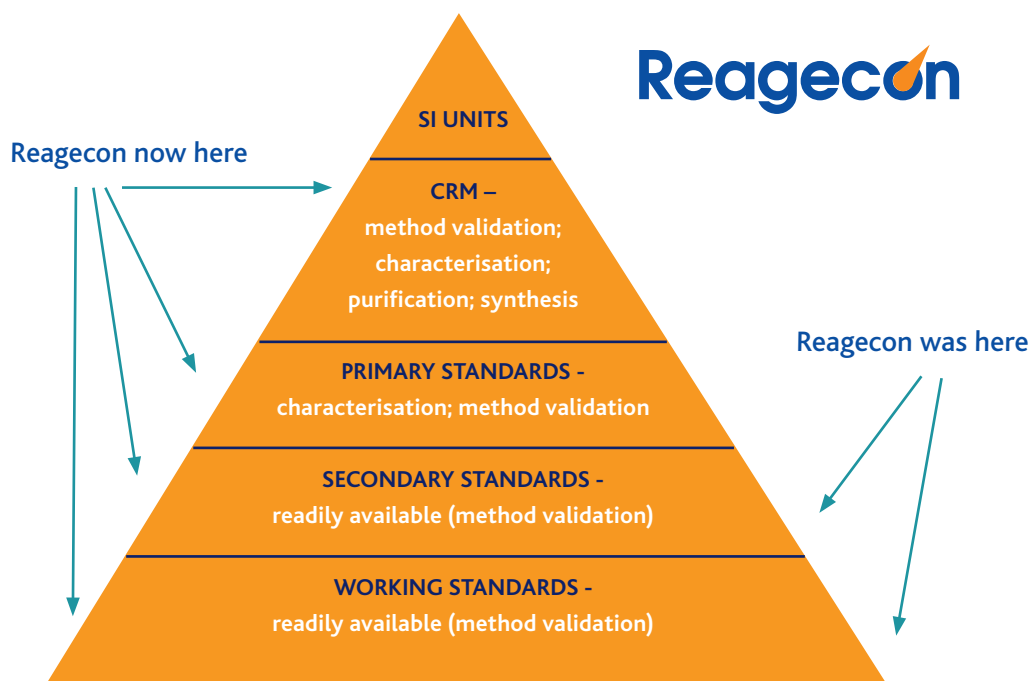 Reagecon
SI UNITS
Reagecon now here
CRM –
method validation;
characterisation;
purification; synthesis
Reagecon was here
PRIMARY STANDARDS -
characterisation; method validation
SECONDARY STANDARDS -
readily available (method validation)
WORKING STANDARDS -
readily available (method validation)